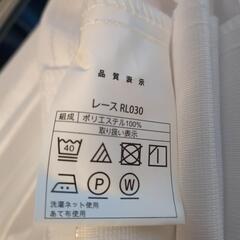 品質表示
レース RL030
組成 ポリエステル100%
取り扱い表示
40
P W
洗濯ネット使用
あて布使用